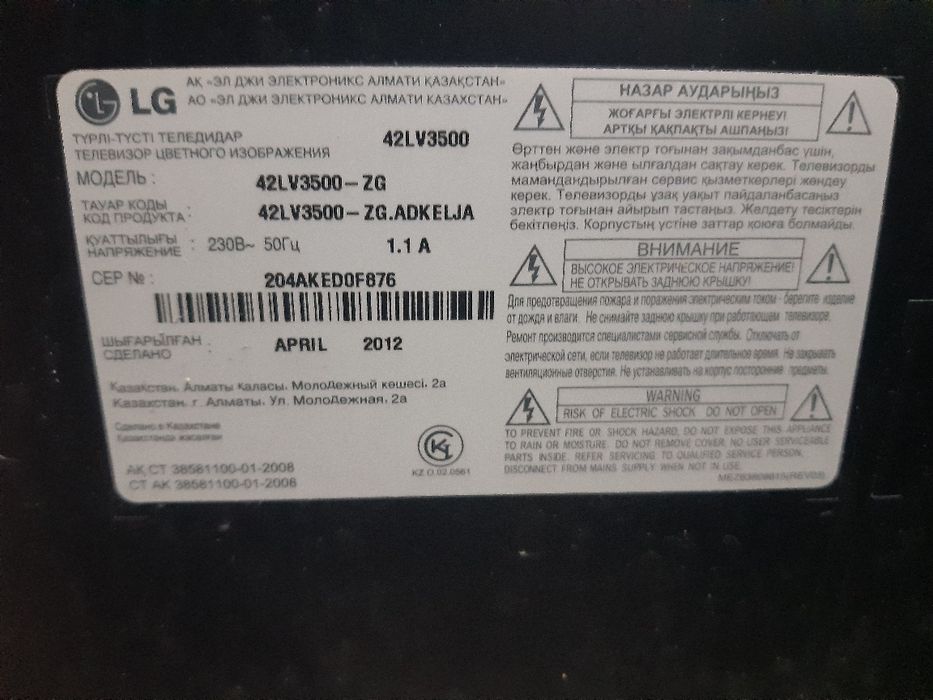 LG
АҚ «ЭЛ ДЖИ ЭЛЕКТРОНИКС АЛМАТИ ҚАЗАҚСТАН»
АО «ЭЛ ДЖИ ЭЛЕКТРОНИКС АЛМАТИ КАЗАХСТАН»
ТҮРЛІ-ТҮСТІ ТЕЛЕДИДАР
ТЕЛЕВИЗОР ЦВЕТНОГО ИЗОБРАЖЕНИЯ
42LV3500
МОДЕЛЬ : 42LV3500-ZG
ТАУАР КОДЫ
КОД ПРОДУКТА : 42LV3500-ZG.ADKELJA
ҚУАТТЫЛЫҒЫ
НАПРЯЖЕНИЕ : 230В~ 50Гц 1.1 А
СЕР № : 204AKED0F876
ШЫҒАРЫЛҒАН :
СДЕЛАНО APRIL 2012
Казахстан. Алматы каласы. Молодежный көшесі. 2а
Казахстан. г. Алматы. Ул. Молодежная. 2а
Сделано в Казахстане
Қазақстанда жасалған
АҚ СТ 38581100-01-2008
СТ АК 38581100-01-2008
KZ.O.02.0561
НАЗАР АУДАРЫҢЫЗ
ЖОҒАРҒЫ ЭЛЕКТРЛІ КЕРНЕУ!
АРТҚЫ ҚАҚПАҚТЫ АШПАҢЫЗ!
Өрттен және электр тоғынан зақымданбас үшін,
жаңбырдан және ылғалдан сақтау керек. Телевизорды
мамандандырылған сервис қызметкерлері жөндеу
керек. Телевизорды ұзақ уақыт пайдаланбасаңыз
электр тоғынан айырып тастаңыз. Желдету тесіктерін
бекітпеңіз. Корпустың үстіне заттар қоюға болмайды.
ВНИМАНИЕ
ВЫСОКОЕ ЭЛЕКТРИЧЕСКОЕ НАПРЯЖЕНИЕ!
НЕ ОТКРЫВАТЬ ЗАДНЮЮ КРЫШКУ!
Для предотвращения пожара и поражения электрическим током - берегите изделие
от дождя и влаги. Не снимайте заднюю крышку при работающем телевизоре.
Ремонт производится специалистами сервисной службы. Отключать от
электрической сети, если телевизор не работает длительное время. Не закрывать
вентиляционные отверстия. Не устанавливать на корпус посторонние предметы.
WARNING
RISK OF ELECTRIC SHOCK DO NOT OPEN
TO PREVENT FIRE OR SHOCK HAZARD, DO NOT EXPOSE THIS APPLIANCE
TO RAIN OR MOISTURE. DO NOT REMOVE COVER. NO USER SERVICEABLE
PARTS INSIDE. REFER SERVICING TO QUALIFIED SERVICE PERSON.
DISCONNECT FROM MAINS SUPPLY WHEN NOT IN USE.